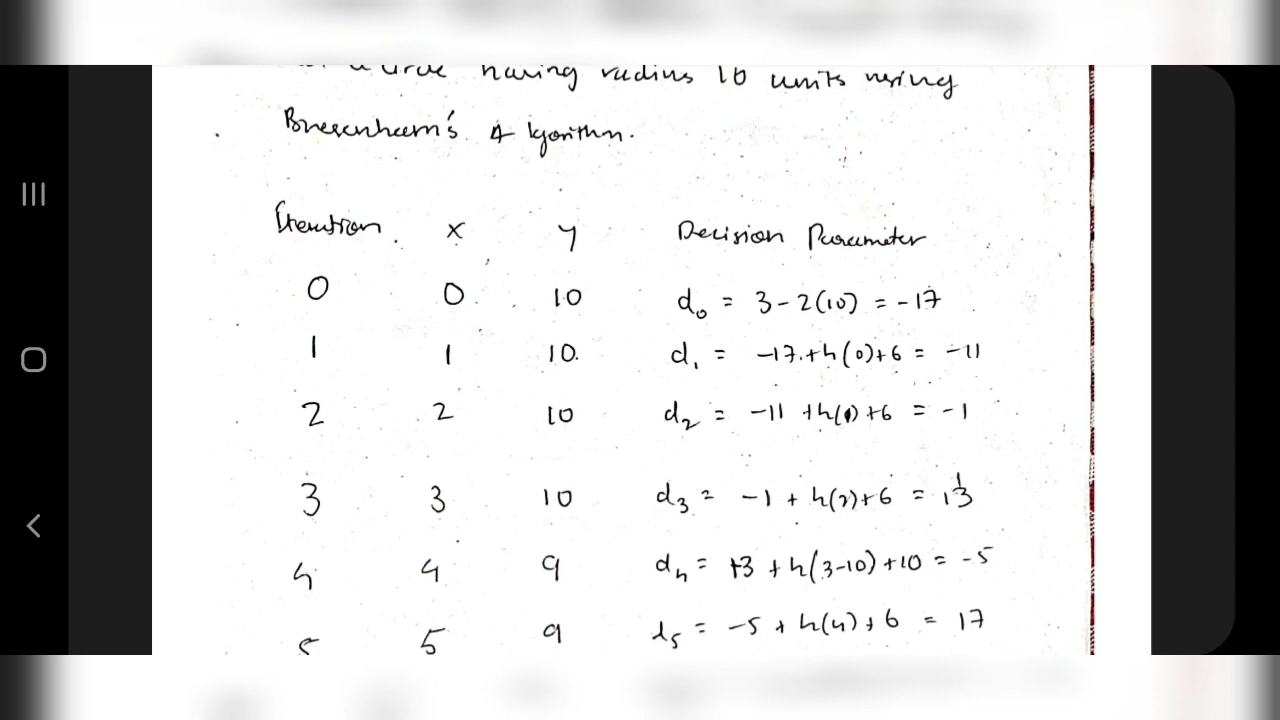 a circle having radius 10 units using
Bresenham's Algorithm.
Iteration x y Decision Parameter
0 0 10 d0 = 3 - 2(10) = -17
1 1 10 d1 = -17 + 4(0) + 6 = -11
2 2 10 d2 = -11 + 4(1) + 6 = -1
3 3 10 d3 = -1 + 4(2) + 6 = 13
4 4 9 d4 = +3 + 4(3-10) + 10 = -5
5 5 9 d5 = -5 + 4(4) + 6 = 17